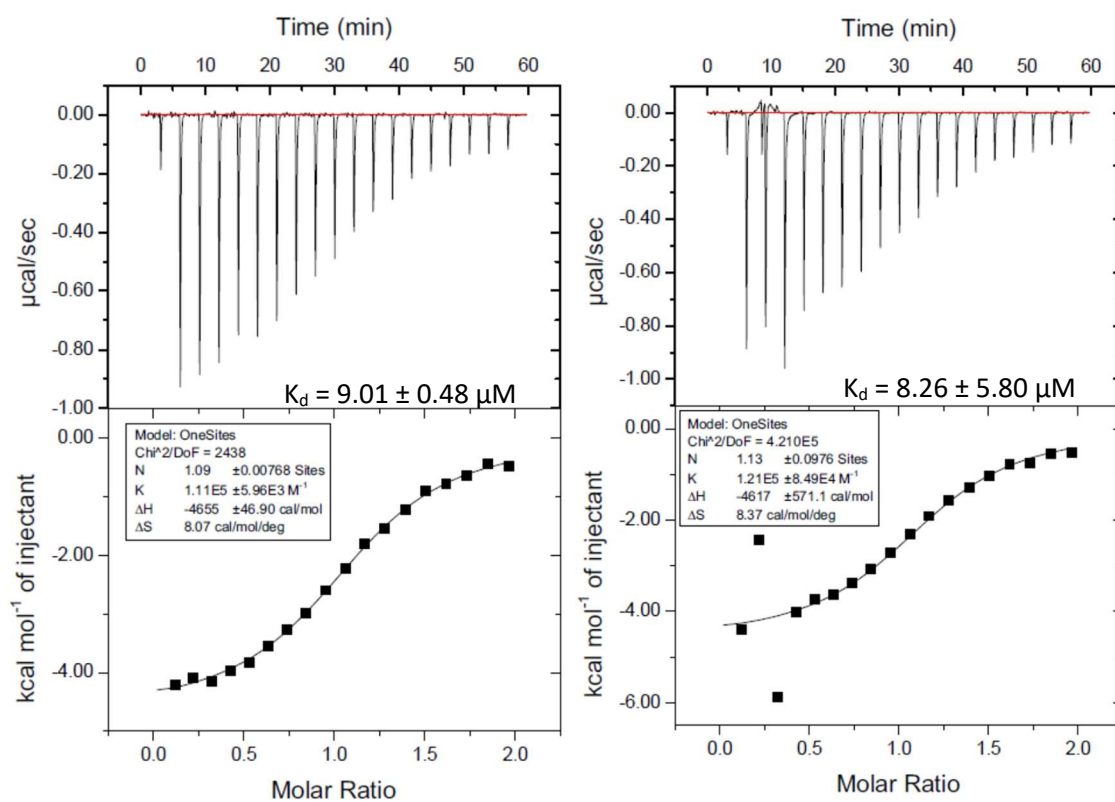 Time (min)
0 10 20 30 40 50 60
0.00
-0.20
-0.40
-0.60
-0.80
-1.00
µcal/sec
K_d = 9.01 ± 0.48 µM
0.00
-2.00
-4.00
kcal mol⁻¹ of injectant
Model: OneSites
Chi^2/DoF = 2438
N 1.09 ±0.00768 Sites
K 1.11E5 ±5.96E3 M⁻¹
ΔH -4655 ±46.90 cal/mol
ΔS 8.07 cal/mol/deg
0.0 0.5 1.0 1.5 2.0
Molar Ratio
Time (min)
0 10 20 30 40 50 60
0.00
-0.20
-0.40
-0.60
-0.80
-1.00
µcal/sec
K_d = 8.26 ± 5.80 µM
0.00
-2.00
-4.00
-6.00
kcal mol⁻¹ of injectant
Model: OneSites
Chi^2/DoF = 4.210E5
N 1.13 ±0.0976 Sites
K 1.21E5 ±8.49E4 M⁻¹
ΔH -4617 ±571.1 cal/mol
ΔS 8.37 cal/mol/deg
0.0 0.5 1.0 1.5 2.0
Molar Ratio